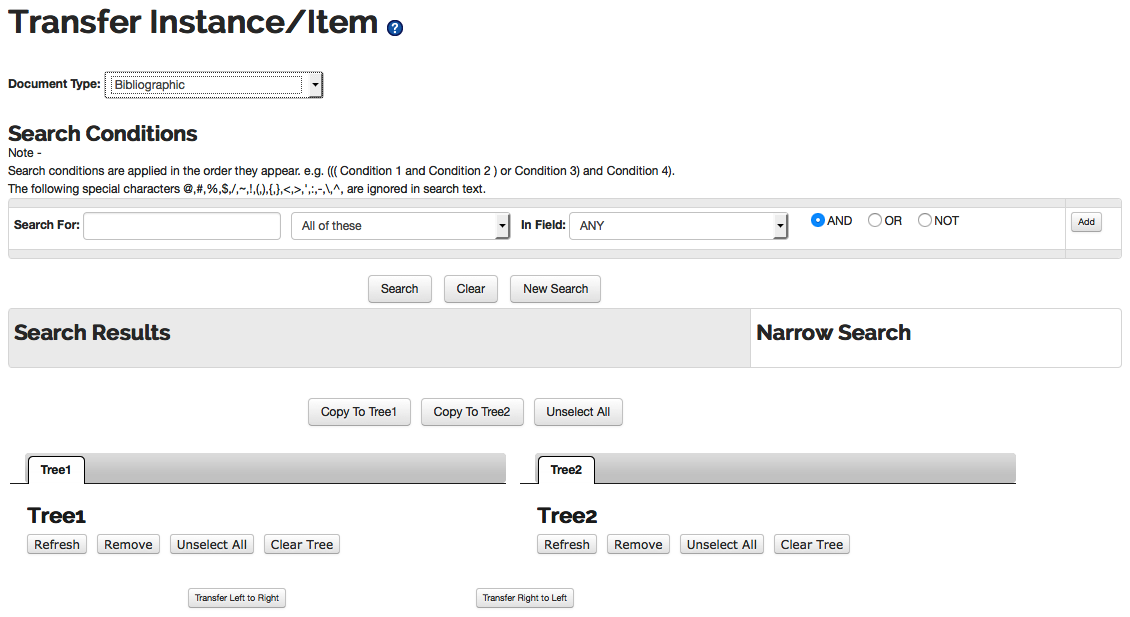 Transfer Instance/Item ?
Document Type: Bibliographic
Search Conditions
Note -
Search conditions are applied in the order they appear. e.g. ((( Condition 1 and Condition 2 ) or Condition 3) and Condition 4).
The following special characters @,#,%,$,/,~,!,(,),{,},<,>,',:,-,\,^, are ignored in search text.
Search For: All of these In Field: ANY AND OR NOT Add
Search Clear New Search
Search Results Narrow Search
Copy To Tree1 Copy To Tree2 Unselect All
Tree1 Tree2
Tree1 Tree2
Refresh Remove Unselect All Clear Tree Refresh Remove Unselect All Clear Tree
Transfer Left to Right Transfer Right to Left